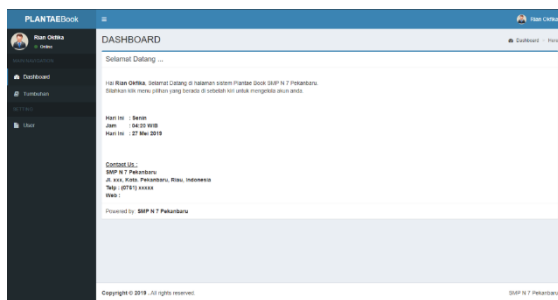 PLANTAEBook
Rian Okfika
Rian Okfika
Online
DASHBOARD
Dashboard
Selamat Datang ...
Dashboard
Tumbuhan
User
Hai Rian Okfika, Selamat Datang di halaman sistem Plantae Book SMP N 7 Pekanbaru.
Silahkan klik menu pilihan yang berada di sebelah kiri untuk mengelola akun anda.
Hari ini : Senin
Jam : 04:20 WIB
Hari ini : 27 Mei 2019
Contact Us :
SMP N 7 Pekanbaru
Jl. xxx, Kota. Pekanbaru, Riau, Indonesia
Telp : (0761) xxxxx
Web :
Powered by SMP N 7 Pekanbaru
Copyright © 2019 . All rights reserved.
SMP N 7 Pekanbaru